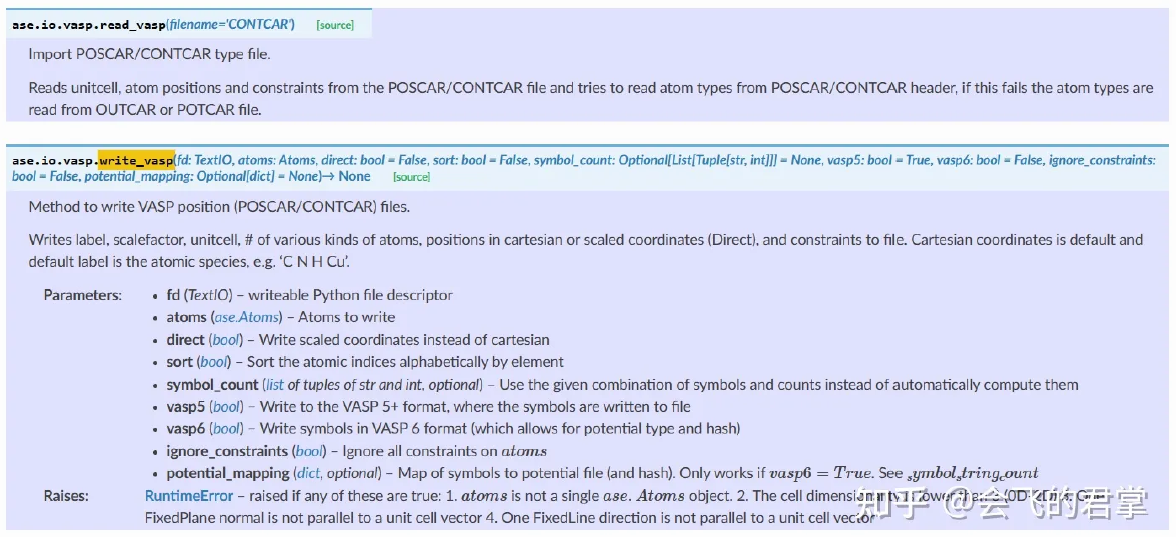 ase.io.vasp.read_vasp(filename='CONTCAR') [source]
Import POSCAR/CONTCAR type file.
Reads unitcell, atom positions and constraints from the POSCAR/CONTCAR file and tries to read atom types from POSCAR/CONTCAR header, if this fails the atom types are
read from OUTCAR or POTCAR file.
ase.io.vasp.write_vasp(fd: TextIO, atoms: Atoms, direct: bool = False, sort: bool = False, symbol_count: Optional[List[Tuple[str, int]]] = None, vasp5: bool = True, vasp6: bool = False, ignore_constraints:
bool = False, potential_mapping: Optional[dict] = None)→ None [source]
Method to write VASP position (POSCAR/CONTCAR) files.
Writes label, scalefactor, unitcell, # of various kinds of atoms, positions in cartesian or scaled coordinates (Direct), and constraints to file. Cartesian coordinates is default and
default label is the atomic species, e.g. ‘C N H Cu’.
Parameters: • fd (TextIO) – writeable Python file descriptor
• atoms (ase.Atoms) – Atoms to write
• direct (bool) – Write scaled coordinates instead of cartesian
• sort (bool) – Sort the atomic indices alphabetically by element
• symbol_count (list of tuples of str and int, optional) – Use the given combination of symbols and counts instead of automatically compute them
• vasp5 (bool) – Write to the VASP 5+ format, where the symbols are written to file
• vasp6 (bool) – Write symbols in VASP 6 format (which allows for potential type and hash)
• ignore_constraints (bool) – Ignore all constraints on atoms
• potential_mapping (dict, optional) – Map of symbols to potential file (and hash). Only works if vasp6 = True. See ₛymbolₛtring꜀ount
Raises: RuntimeError – raised if any of these are true: 1. atoms is not a single ase. Atoms object. 2. The cell dimensionality is lower than 3 (0D-2D) One
FixedPlane normal is not parallel to a unit cell vector 4. One FixedLine direction is not parallel to a unit cell vector
知乎 @会飞的君掌